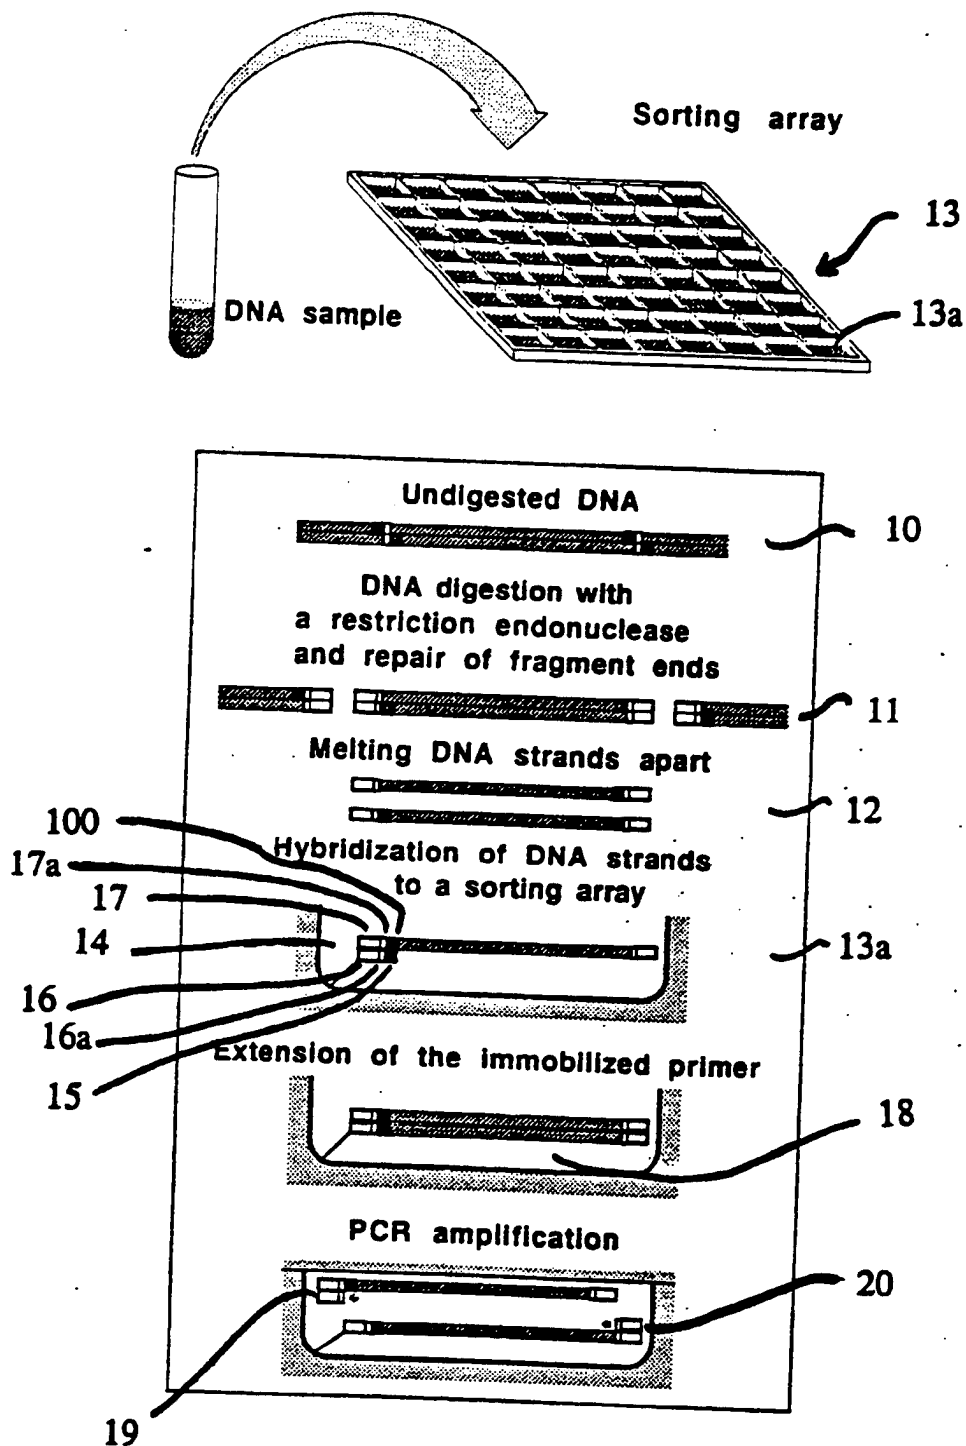 Sorting array
13
DNA sample
13a
Undigested DNA
10
DNA digestion with
a restriction endonuclease
and repair of fragment ends
11
Melting DNA strands apart
12
100
Hybridization of DNA strands
17a
to a sorting array
17
14
13a
16
16a
Extension of the immobilized primer
15
18
PCR amplification
20
19